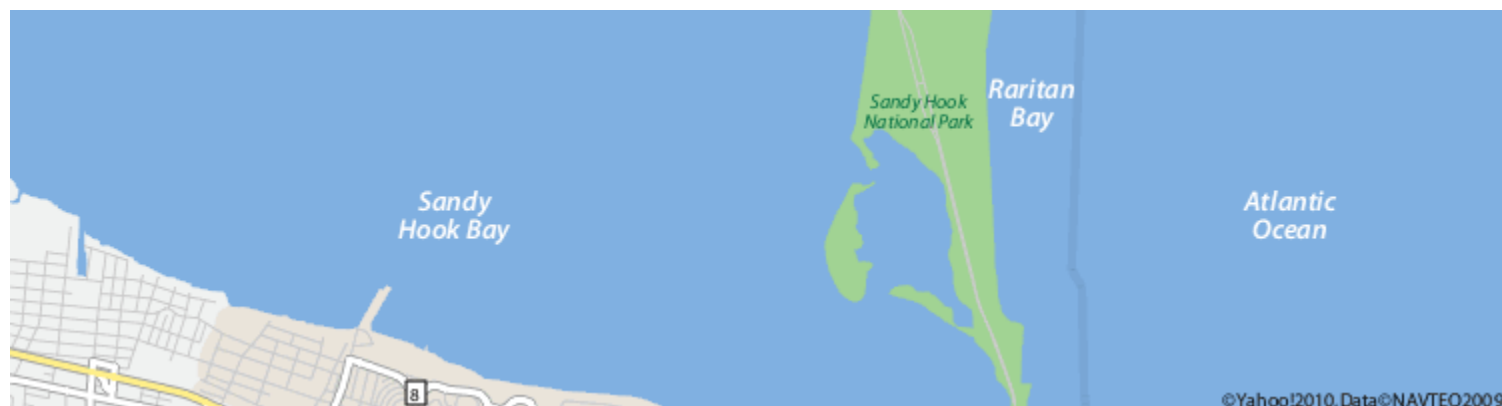 Sandy Hook
National Park
Raritan
Bay
Sandy
Hook Bay
Atlantic
Ocean
8
©Yahoo!2010,Data©NAVTEQ2009